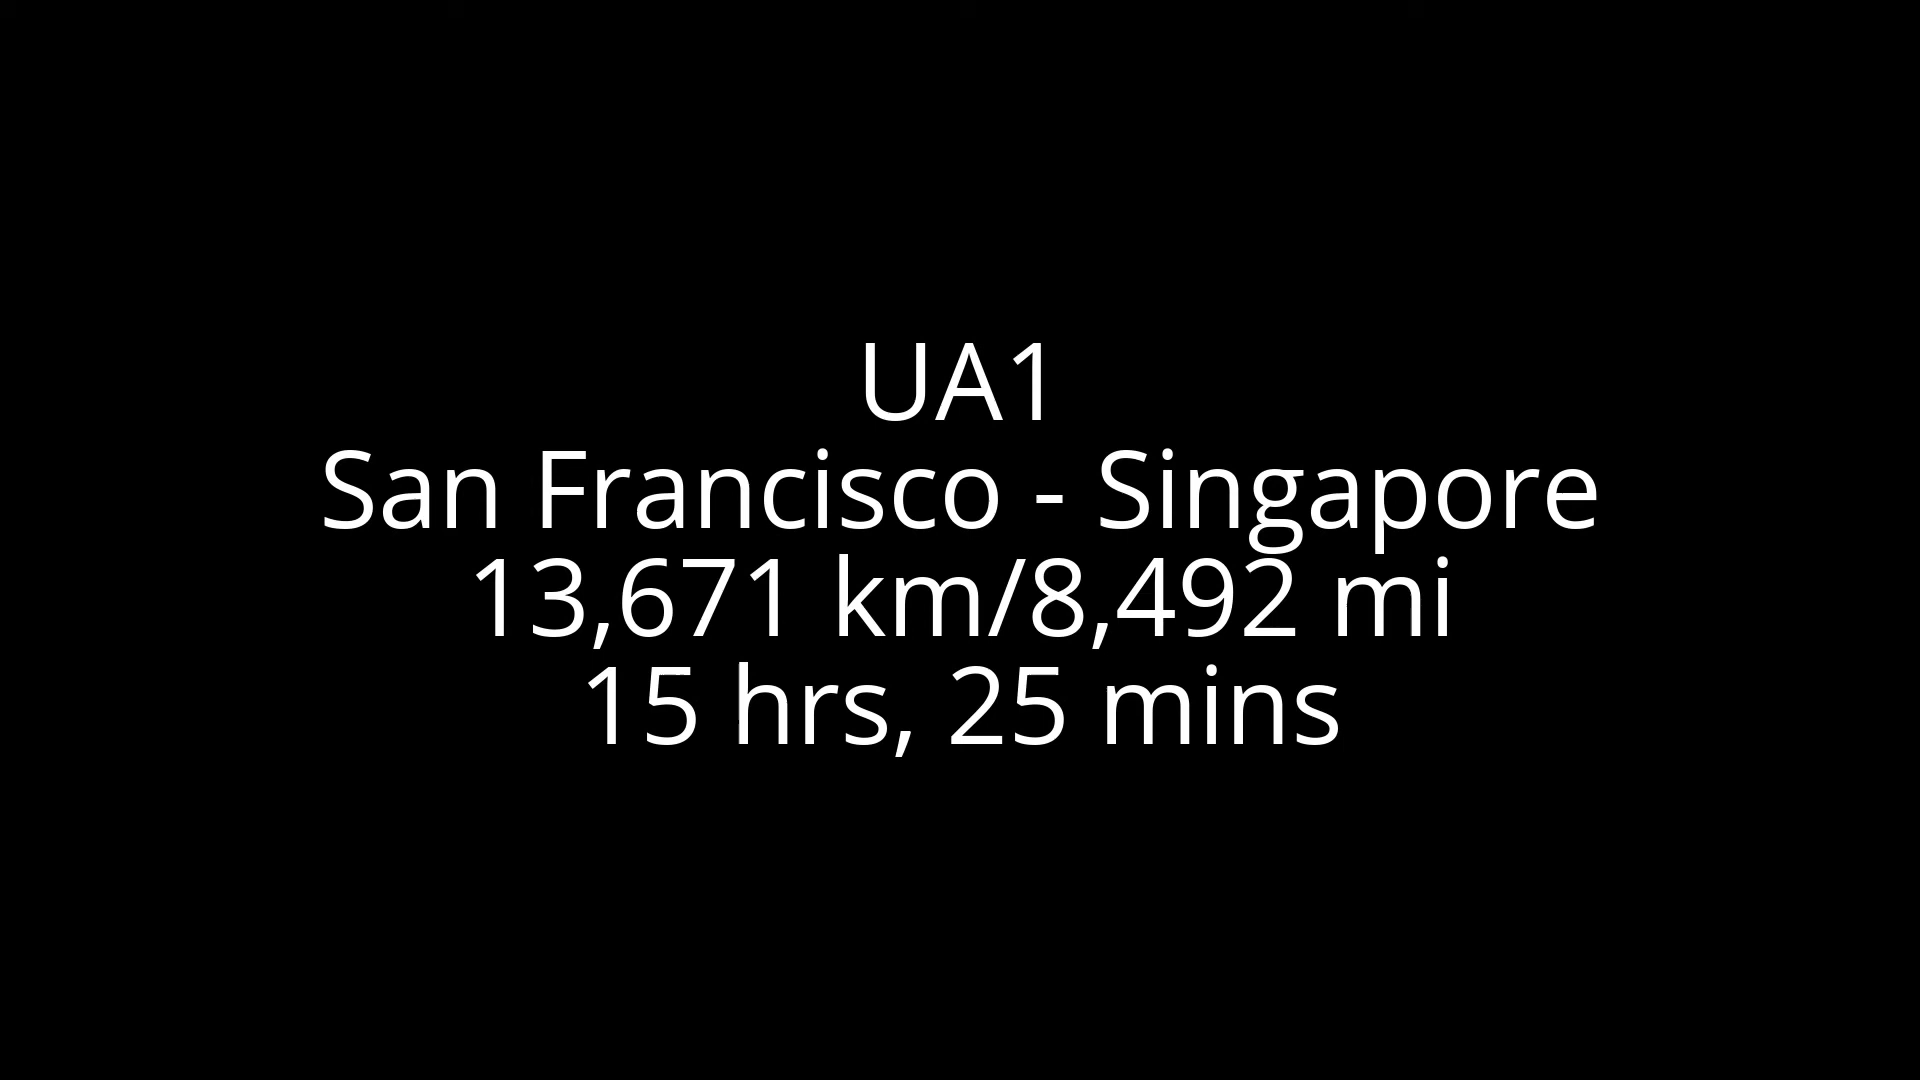 UA1
San Francisco - Singapore
13,671 km/8,492 mi
15 hrs, 25 mins